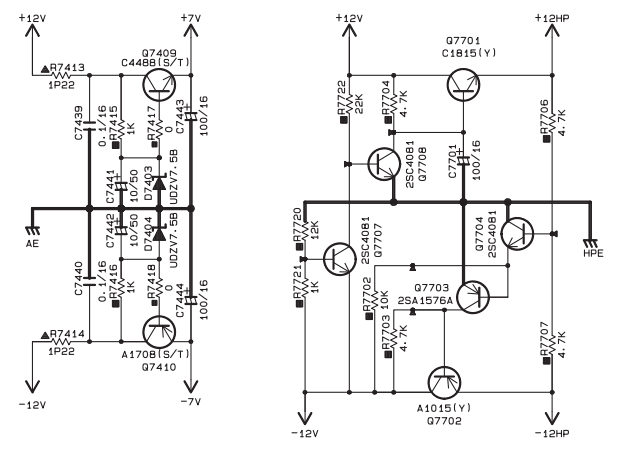 +12V
+7V
Q7409
C4488(S/T)
R7413
1P22
C7439
0.1/16
R7415
1K
R7417
0
C7443
100/16
C7441
10/50
D7403
UDZV7.5B
AE
C7442
10/50
D7404
UDZV7.5B
C7440
0.1/16
R7416
1K
R7418
0
C7444
100/16
R7414
1P22
A1708(S/T)
Q7410
-12V
-7V
+12V
+12HP
Q7701
C1815(Y)
R7722
22K
R7704
4.7K
R7706
4.7K
2SC4081
Q7708
C7701
100/16
R7720
12K
2SC4081
Q7707
Q7704
2SC4081
HPE
R7721
1K
R7702
10K
Q7703
2SA1576A
R7703
4.7K
R7707
4.7K
A1015(Y)
Q7702
-12V
-12HP